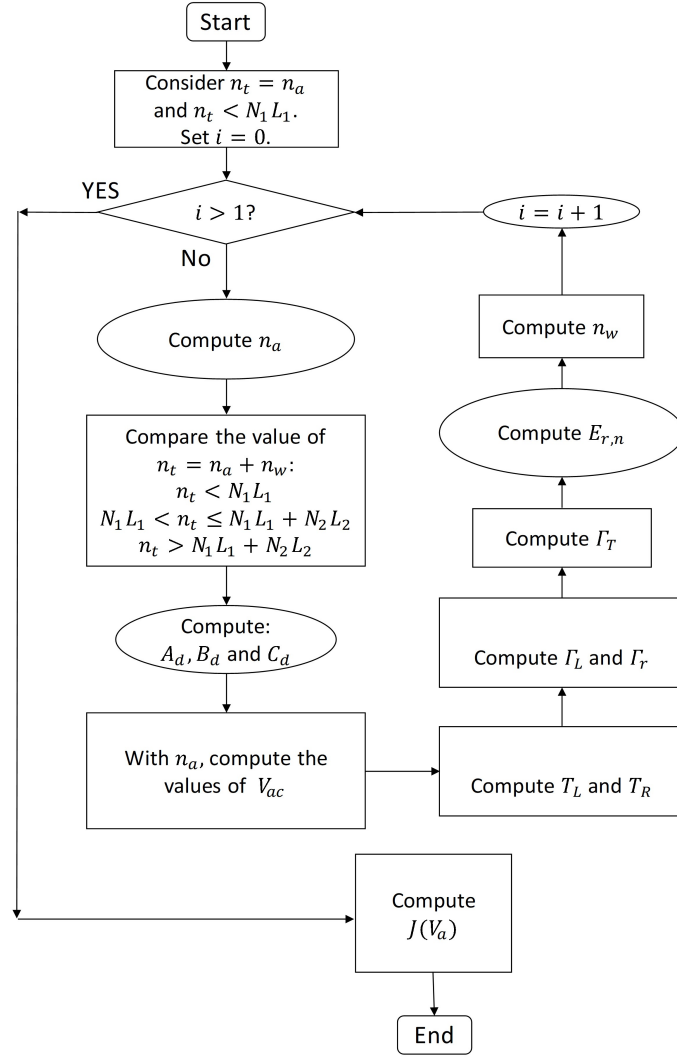 Start
Consider n_t = n_a
and n_t < N_1 L_1.
Set i = 0.
YES
i > 1?
i = i + 1
No
Compute n_a
Compute n_w
Compare the value of
n_t = n_a + n_w:
n_t < N_1 L_1
N_1 L_1 < n_t ≤ N_1 L_1 + N_2 L_2
n_t > N_1 L_1 + N_2 L_2
Compute E_{r,n}
Compute Γ_T
Compute:
A_d, B_d and C_d
Compute Γ_L and Γ_r
With n_a, compute the
values of V_{ac}
Compute T_L and T_R
Compute
J(V_a)
End